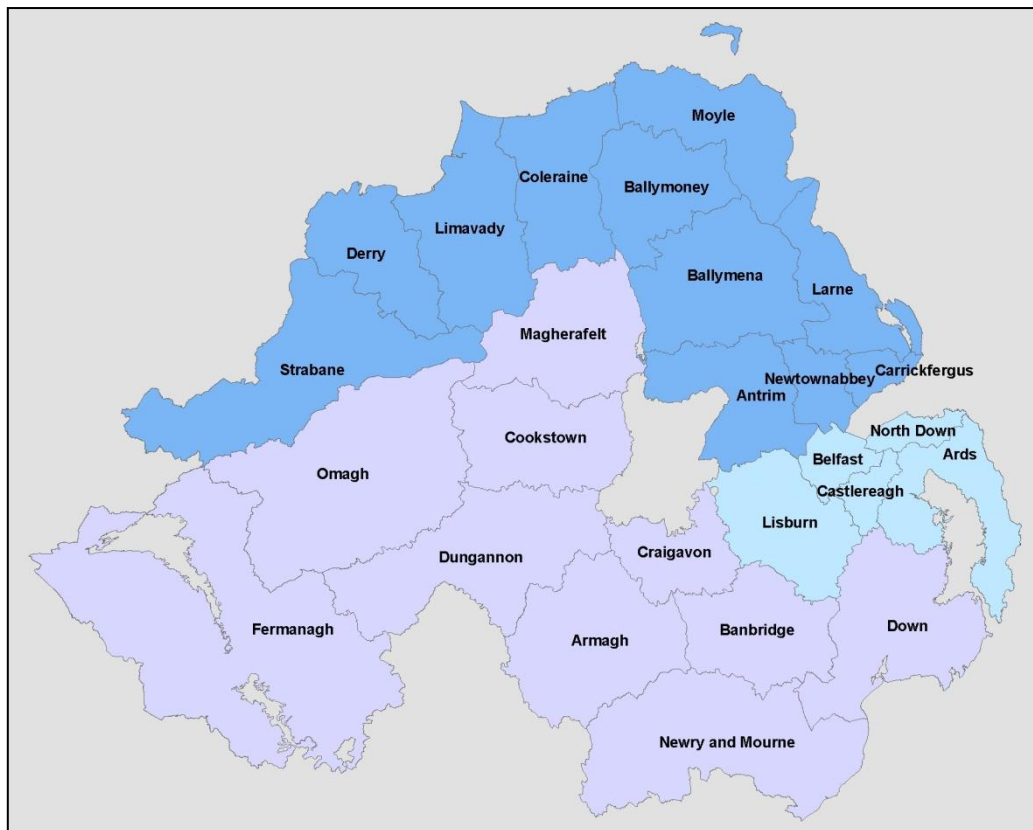 Moyle
Coleraine
Ballymoney
Limavady
Derry
Ballymena
Larne
Magherafelt
Strabane
Newtownabbey
Carrickfergus
Antrim
North Down
Cookstown
Belfast
Ards
Omagh
Castlereagh
Lisburn
Craigavon
Dungannon
Fermanagh
Armagh
Banbridge
Down
Newry and Mourne